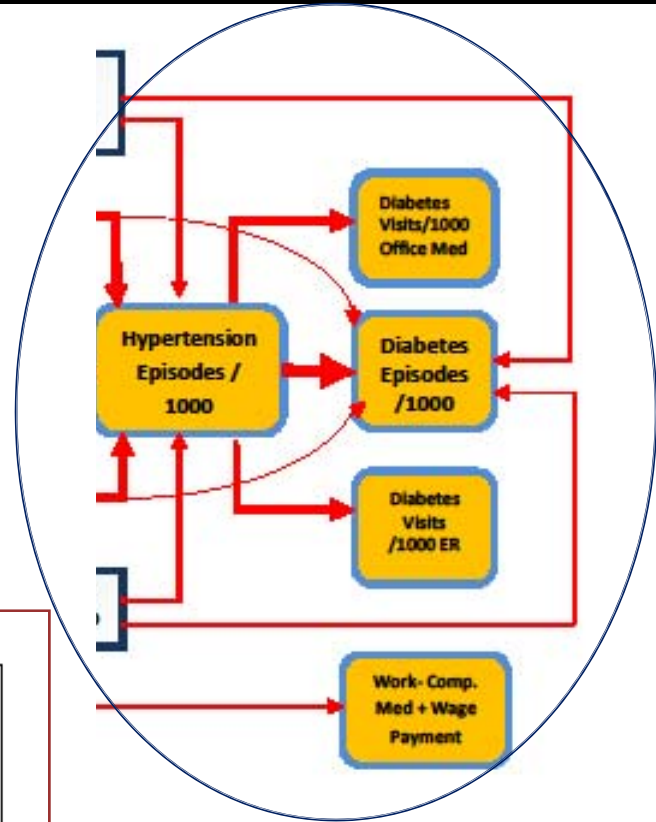 Diabetes
Visits/1000
Office Med
Hypertension
Episodes /
1000
Diabetes
Episodes
/1000
Diabetes
Visits
/1000 ER
Work- Comp.
Med + Wage
Payment